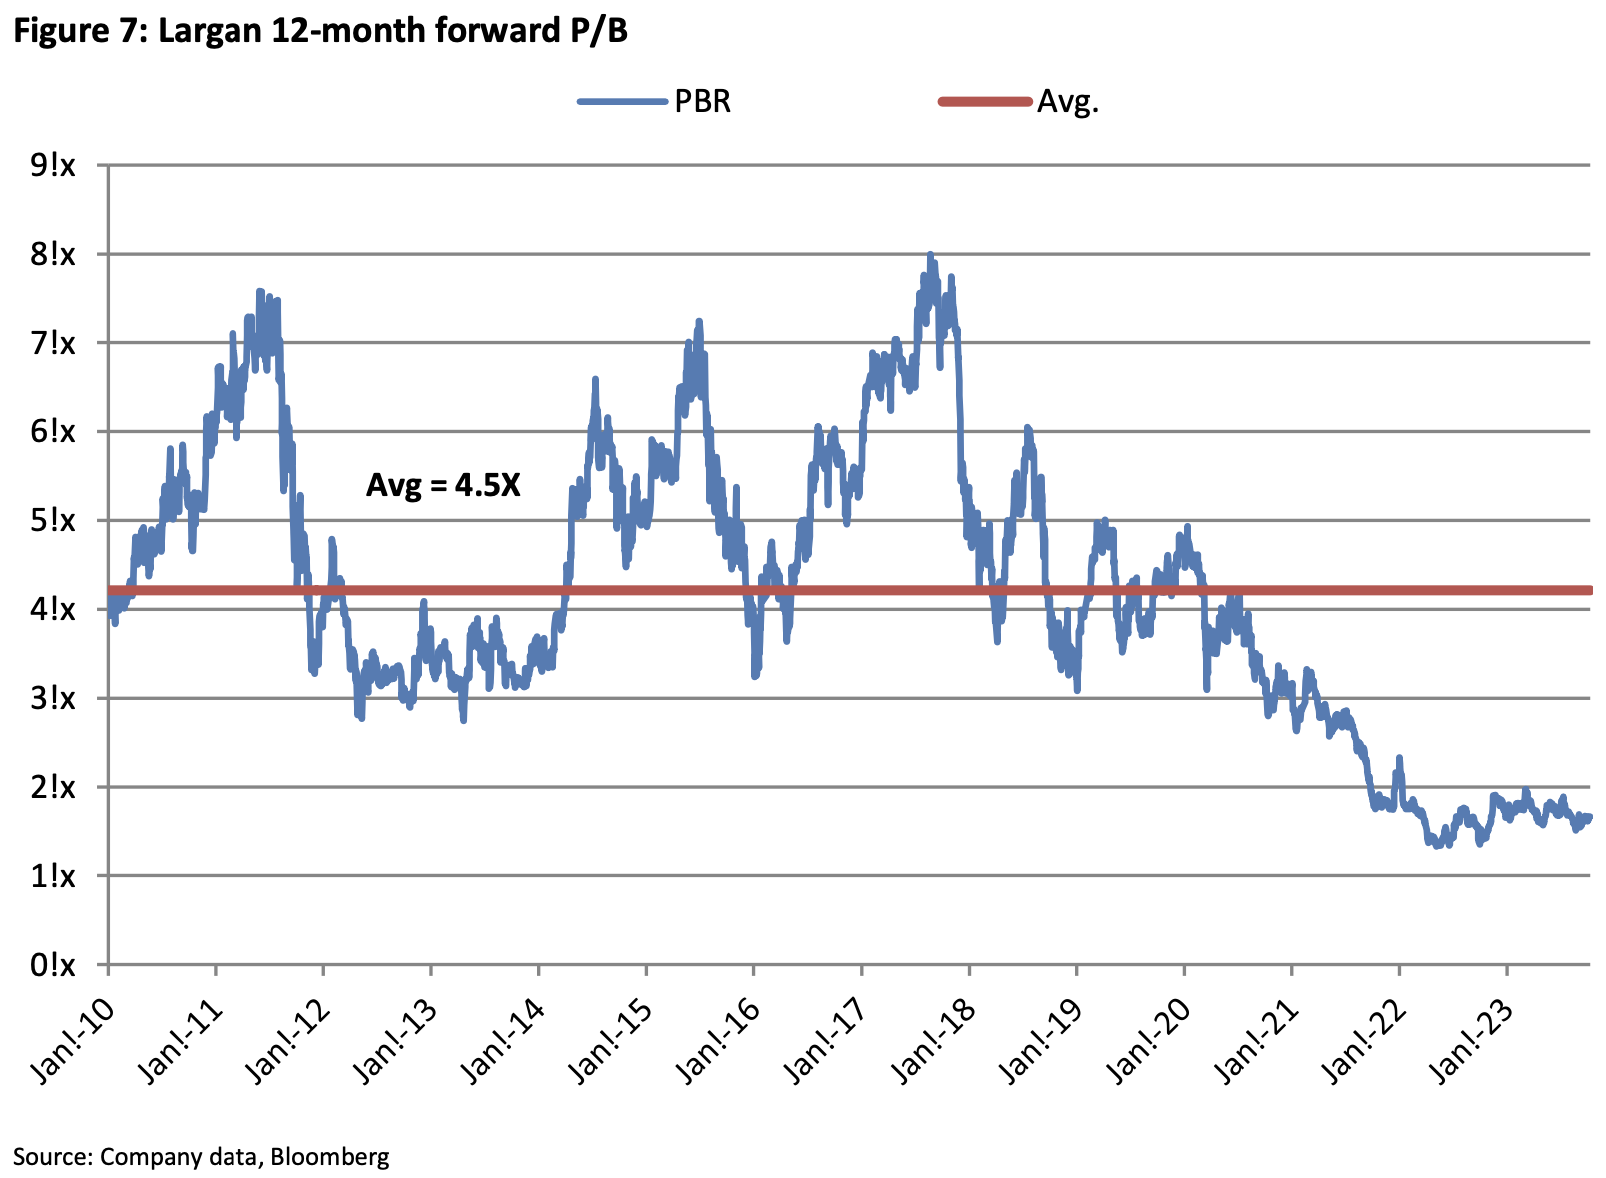 Figure 7: Largan 12-month forward P/B
PBR
Avg.
9!x
8!x
7!x
6!x
Avg = 4.5X
5!x
4!x
3!x
2!x
1!x
0!x
Jan!-10
Jan!-11
Jan!-12
Jan!-13
Jan!-14
Jan!-15
Jan!-16
Jan!-17
Jan!-18
Jan!-19
Jan!-20
Jan!-21
Jan!-22
Jan!-23
Source: Company data, Bloomberg